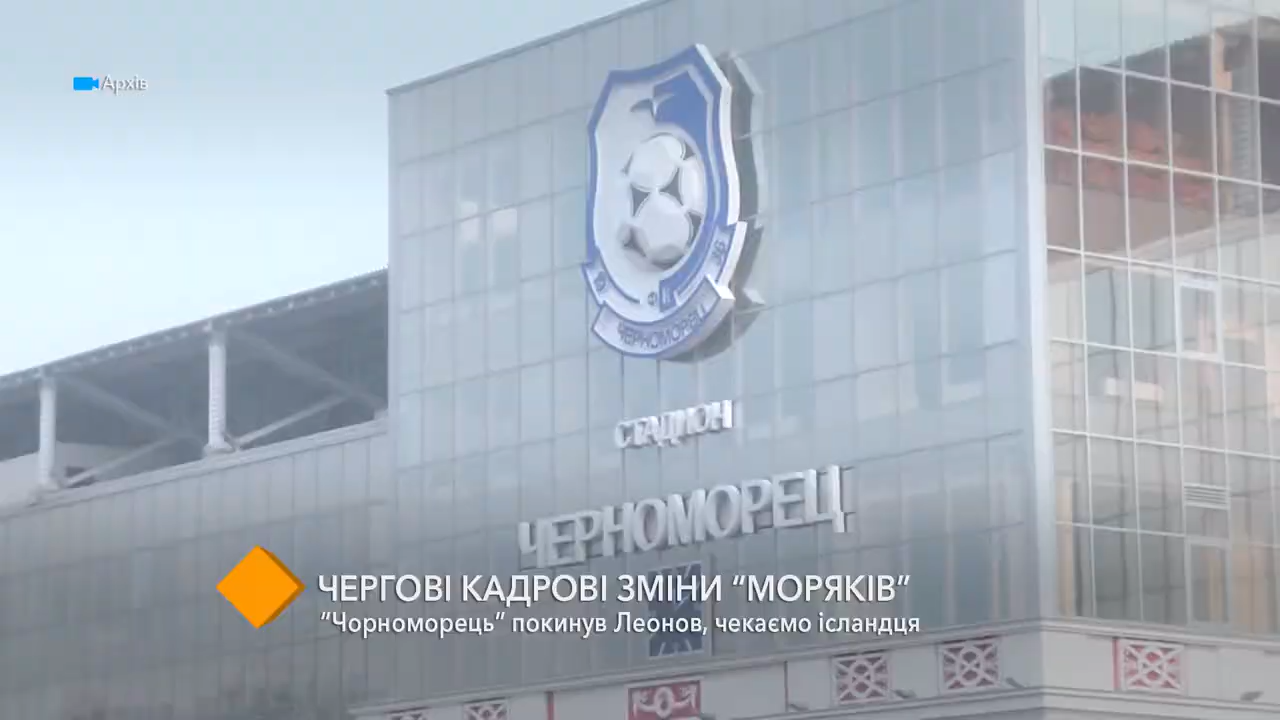 Архів
ЧЕРНОМОРЕЦ
СТАДИОН
ЧЕРНОМОРЕЦ
ЧЕРГОВІ КАДРОВІ ЗМІНИ “МОРЯКІВ”
“Чорноморець” покинув Леонов, чекаємо ісландця